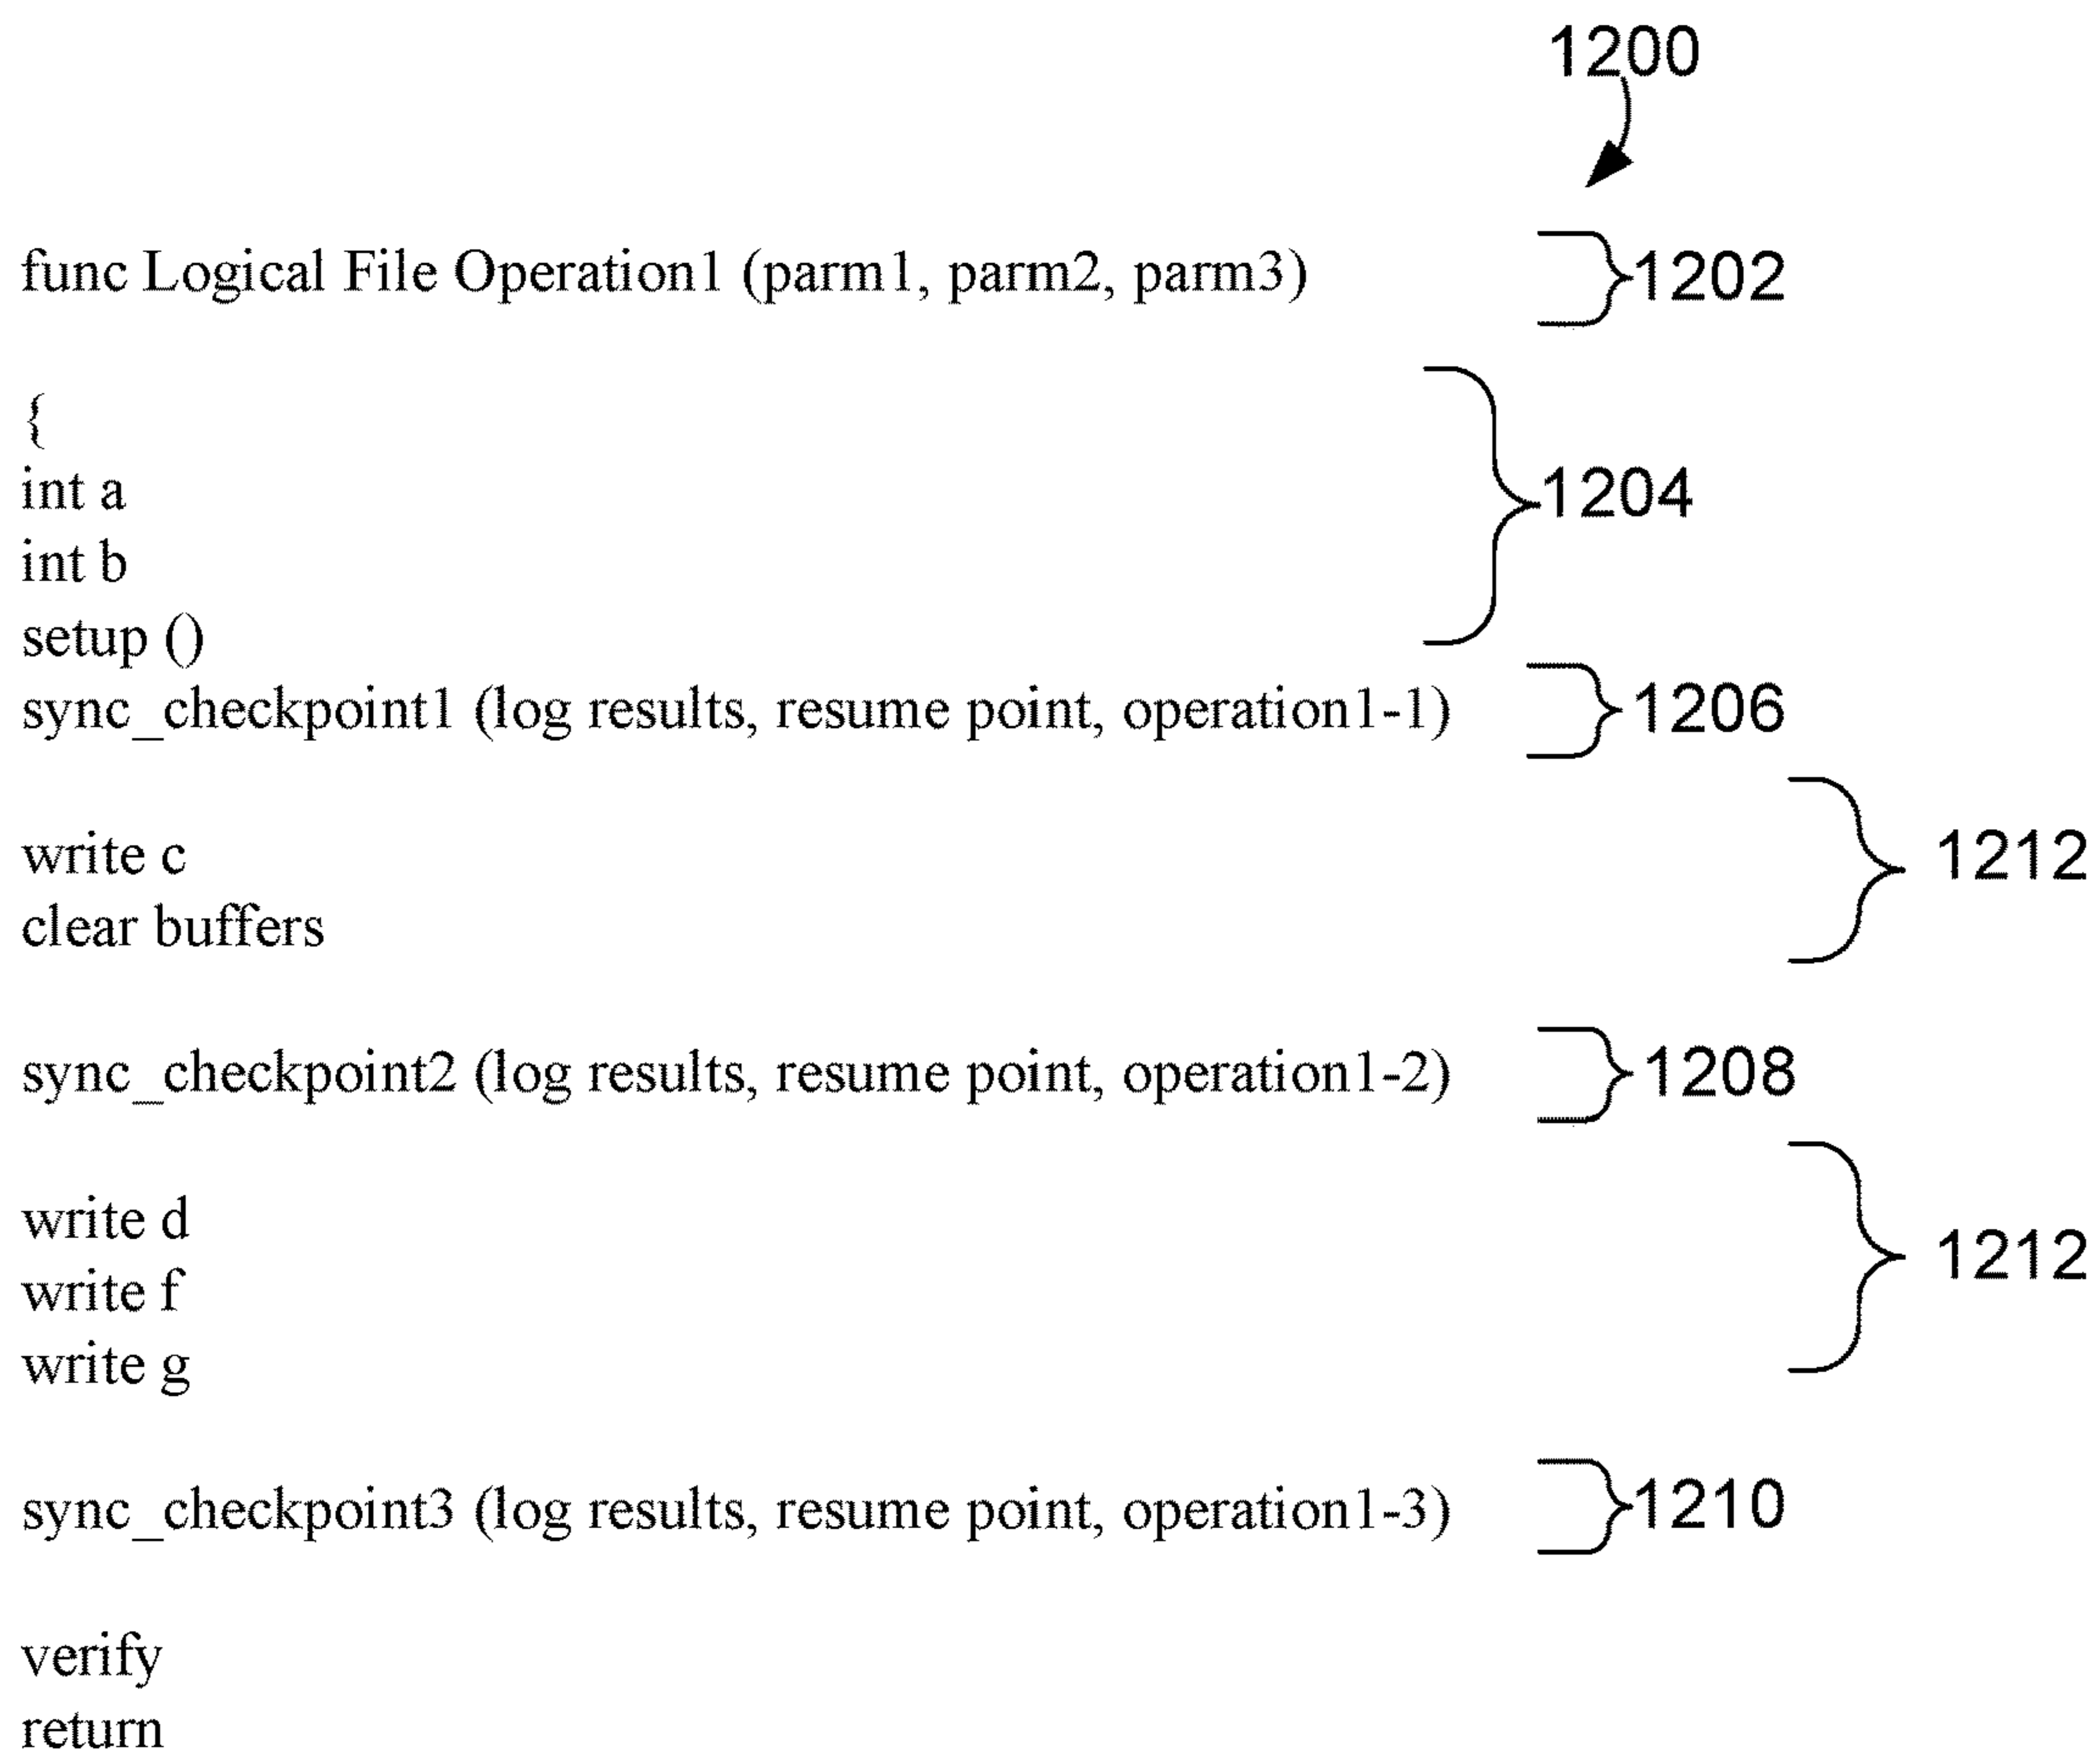 1200
func Logical File Operation1 (parm1, parm2, parm3) 1202
{
int a
1204
int b
setup ()
sync_checkpoint1 (log results, resume point, operation1-1) 1206
write c 1212
clear buffers
sync_checkpoint2 (log results, resume point, operation1-2) 1208
write d
1212
write f
write g
sync_checkpoint3 (log results, resume point, operation1-3) 1210
verify
return